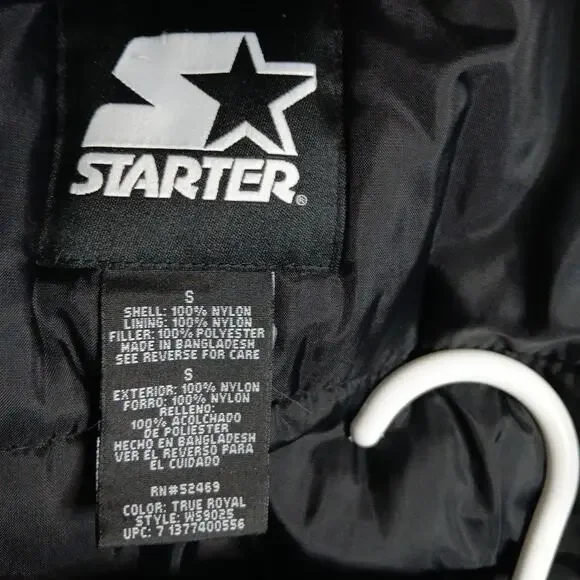 STARTER®
S
SHELL: 100% NYLON
LINING: 100% NYLON
FILLER: 100% POLYESTER
MADE IN BANGLADESH
SEE REVERSE FOR CARE
S
EXTERIOR: 100% NYLON
FORRO: 100% NYLON
RELLENO:
100% ACOLCHADO
DE POLIESTER
HECHO EN BANGLADESH
VER EL REVERSO PARA
EL CUIDADO
RN#52469
COLOR: TRUE ROYAL
STYLE: WS9025
UPC: 7 1377400556